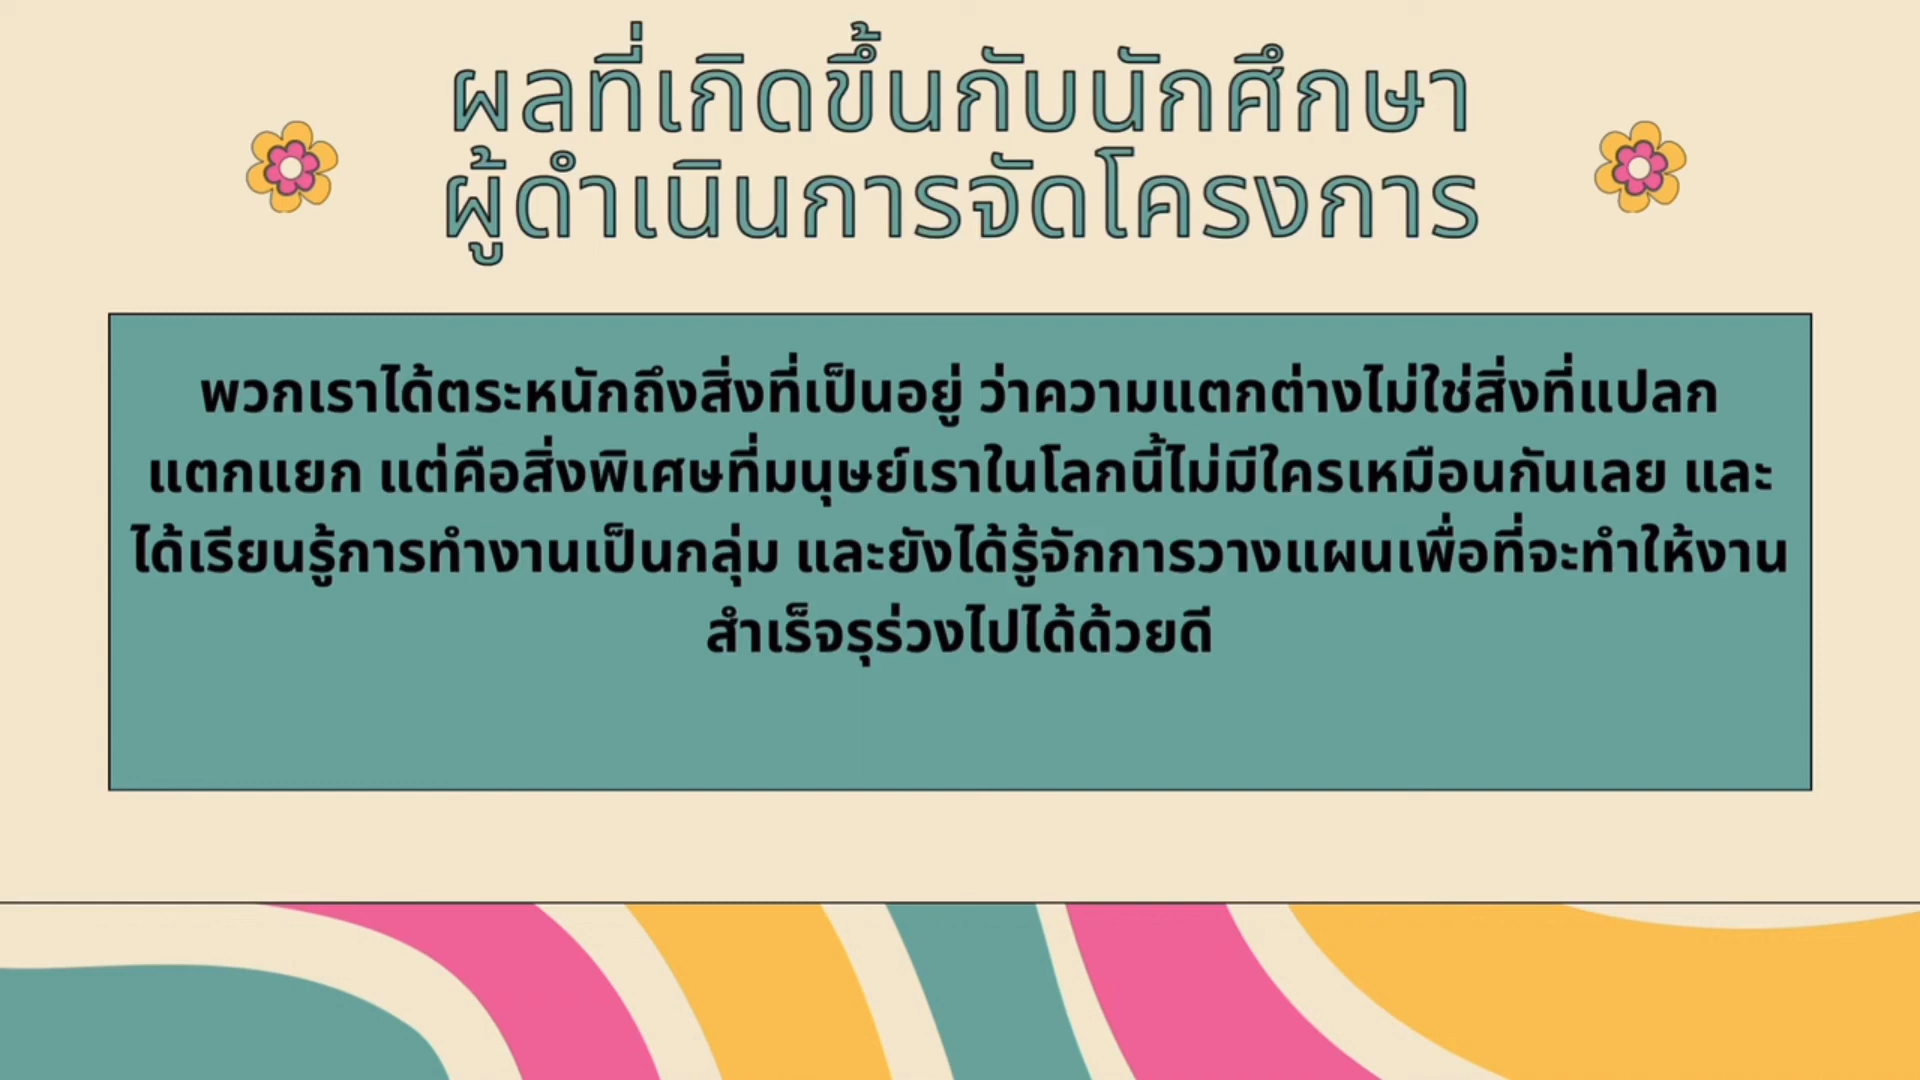 ผลที่เกิดขึ้นกับนักศึกษา
ผู้ดำเนินการจัดโครงการ
พวกเราได้ตระหนักถึงสิ่งที่เป็นอยู่ ว่าความแตกต่างไม่ใช่สิ่งที่แปลก
แตกแยก แต่คือสิ่งพิเศษที่มนุษย์เราในโลกนี้ไม่มีใครเหมือนกันเลย และ
ได้เรียนรู้การทำงานเป็นกลุ่ม และยังได้รู้จักการวางแผนเพื่อที่จะทำให้งาน
สำเร็จรุร่วงไปได้ด้วยดี